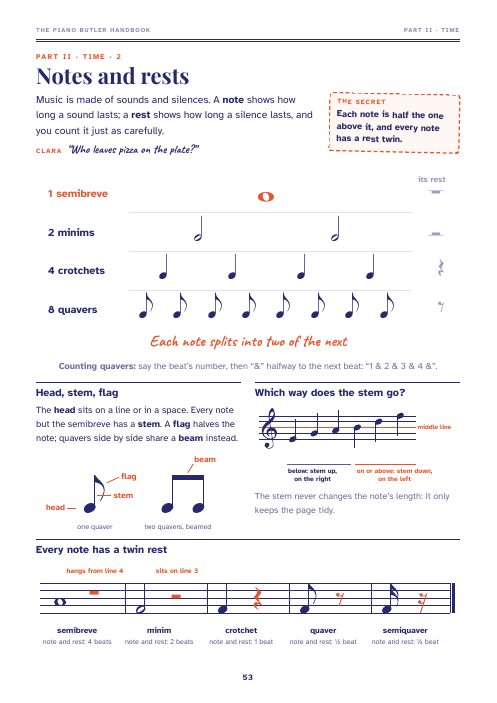 THE PIANO BUTLER HANDBOOK
PART II · TIME
PART II · TIME · 2
Notes and rests
Music is made of sounds and silences. A note shows how
long a sound lasts; a rest shows how long a silence lasts, and
you count it just as carefully.
CLARA "Who leaves pizza on the plate?"
THE SECRET
Each note is half the one
above it, and every note
has a rest twin.
its rest
1 semibreve
2 minims
4 crotchets
8 quavers
Each note splits into two of the next
Counting quavers: say the beat's number, then "&" halfway to the next beat: "1 & 2 & 3 & 4 &".
Head, stem, flag
The head sits on a line or in a space. Every note
but the semibreve has a stem. A flag halves the
note; quavers side by side share a beam instead.
beam
flag
stem
head
one quaver
two quavers, beamed
Which way does the stem go?
middle line
below: stem up,
on the right
on or above: stem down,
on the left
The stem never changes the note's length: it only
keeps the page tidy.
Every note has a twin rest
hangs from line 4
sits on line 3
semibreve
note and rest: 4 beats
minim
note and rest: 2 beats
crotchet
note and rest: 1 beat
quaver
note and rest: ½ beat
semiquaver
note and rest: ¼ beat
53